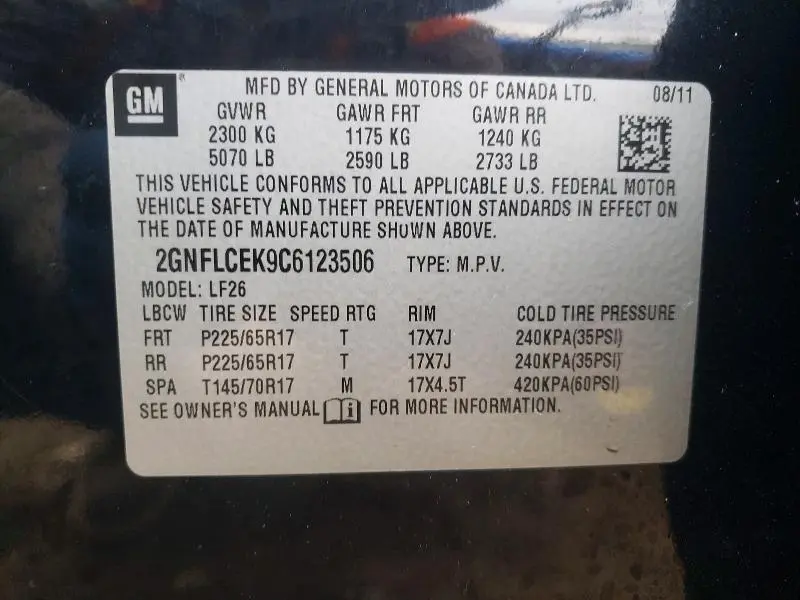 GM® MFD BY GENERAL MOTORS OF CANADA LTD. 08/11
GVWR GAWR FRT GAWR RR
2300 KG 1175 KG 1240 KG
5070 LB 2590 LB 2733 LB
THIS VEHICLE CONFORMS TO ALL APPLICABLE U.S. FEDERAL MOTOR
VEHICLE SAFETY AND THEFT PREVENTION STANDARDS IN EFFECT ON
THE DATE OF MANUFACTURE SHOWN ABOVE.
2GNFLCEK9C6123506 TYPE: M.P.V.
MODEL: LF26
LBCW TIRE SIZE SPEED RTG RIM COLD TIRE PRESSURE
FRT P225/65R17 T 17X7J 240KPA(35PSI)
RR P225/65R17 T 17X7J 240KPA(35PSI)
SPA T145/70R17 M 17X4.5T 420KPA(60PSI)
SEE OWNER'S MANUAL i FOR MORE INFORMATION.